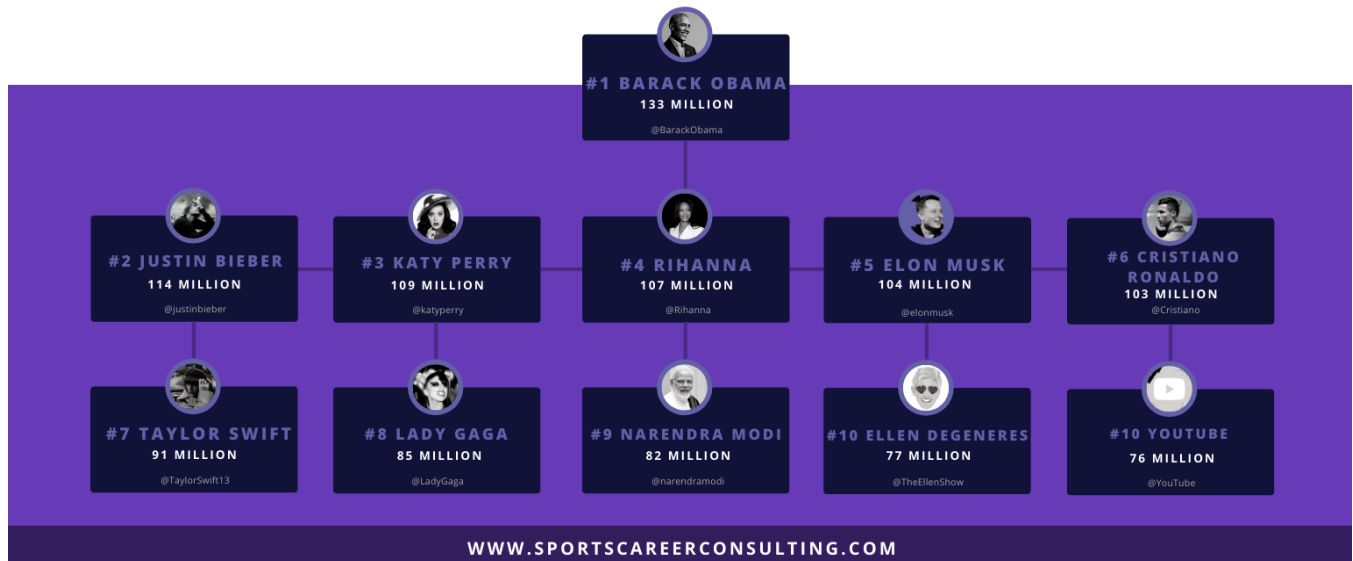 #1 BARACK OBAMA
133 MILLION
@BarackObama
#2 JUSTIN BIEBER
114 MILLION
@justinbieber
#3 KATY PERRY
109 MILLION
@katyperry
#4 RIHANNA
107 MILLION
@Rihanna
#5 ELON MUSK
104 MILLION
@elonmusk
#6 CRISTIANO
RONALDO
103 MILLION
@Cristiano
#7 TAYLOR SWIFT
91 MILLION
@TaylorSwift13
#8 LADY GAGA
85 MILLION
@LadyGaga
#9 NARENDRA MODI
82 MILLION
@narendramodi
#10 ELLEN DEGENERES
77 MILLION
@TheEllenShow
#10 YOUTUBE
76 MILLION
@YouTube
WWW.SPORTSCAREERCONSULTING.COM